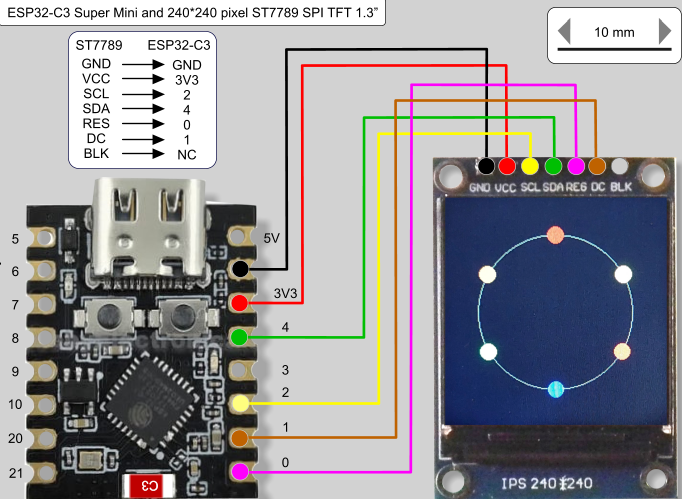 ESP32-C3 Super Mini and 240*240 pixel ST7789 SPI TFT 1.3”
10 mm
ST7789 ESP32-C3
GND GND
VCC 3V3
SCL 2
SDA 4
RES 0
DC 1
BLK NC
GND VCC SCL SDA RES DC BLK
5 5V
6
7 3V3
8 4
9 3
10 2
20 1
21 0
C3
IPS 240*240